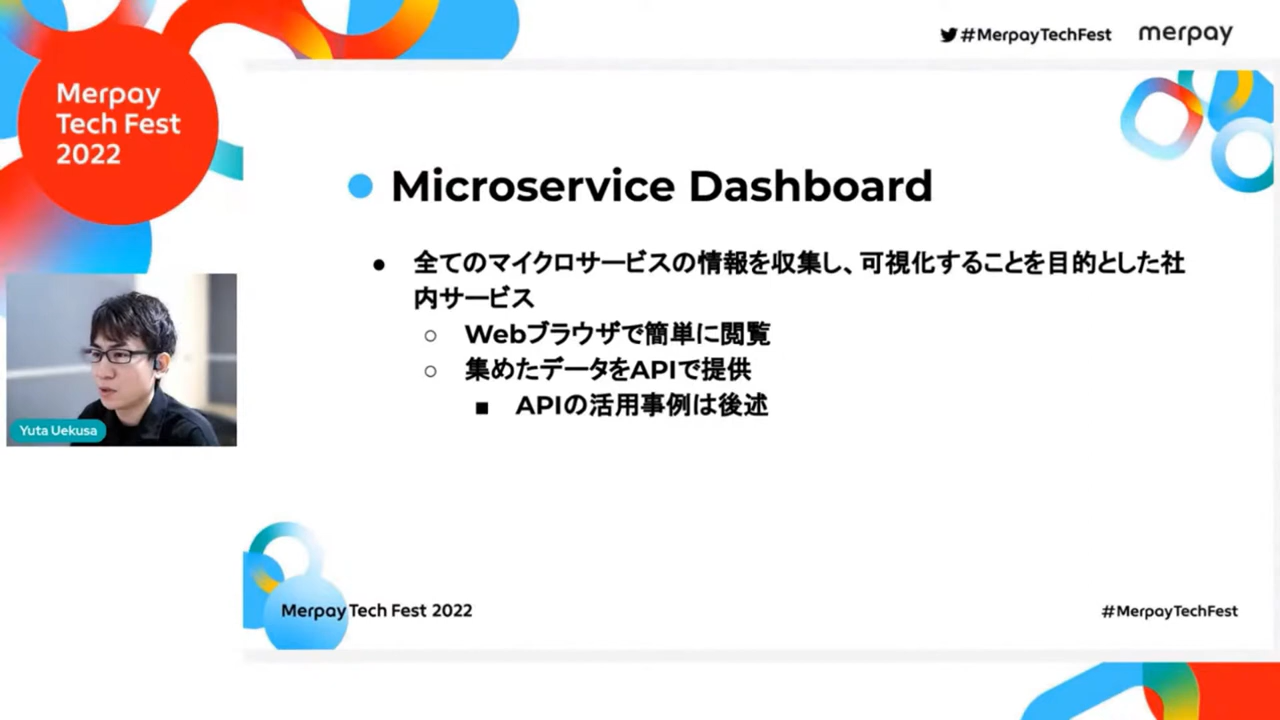 #MerpayTechFest
merpay
Merpay
Tech Fest
2022
Microservice Dashboard
● 全てのマイクロサービスの情報を収集し、可視化することを目的とした社
内サービス
○ Webブラウザで簡単に閲覧
○ 集めたデータをAPIで提供
■ APIの活用事例は後述
Yuta Uekusa
Merpay Tech Fest 2022
#MerpayTechFest